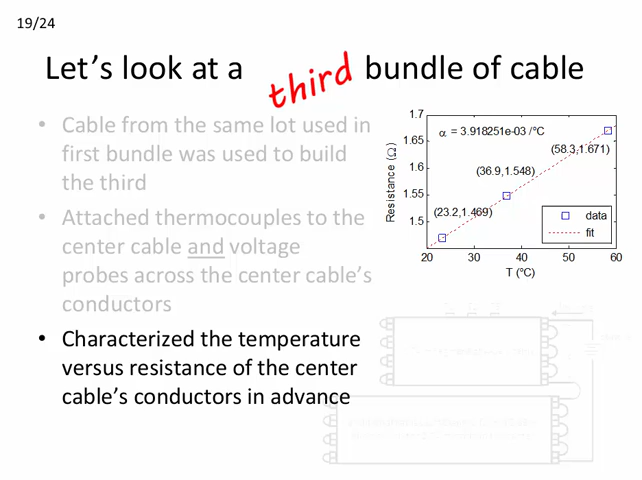 19/24
Let's look at a third bundle of cable
• Cable from the same lot used in
first bundle was used to build
the third
• Attached thermocouples to the
center cable and voltage
probes across the center cable's
conductors
• Characterized the temperature
versus resistance of the center
cable's conductors in advance
1.7
1.65
1.6
1.55
1.5
Resistance (Ω)
α = 3.918251e-03 /°C
(58.3,1.671)
(36.9,1.548)
(23.2,1.469)
data
fit
20 30 40 50 60
T (°C)